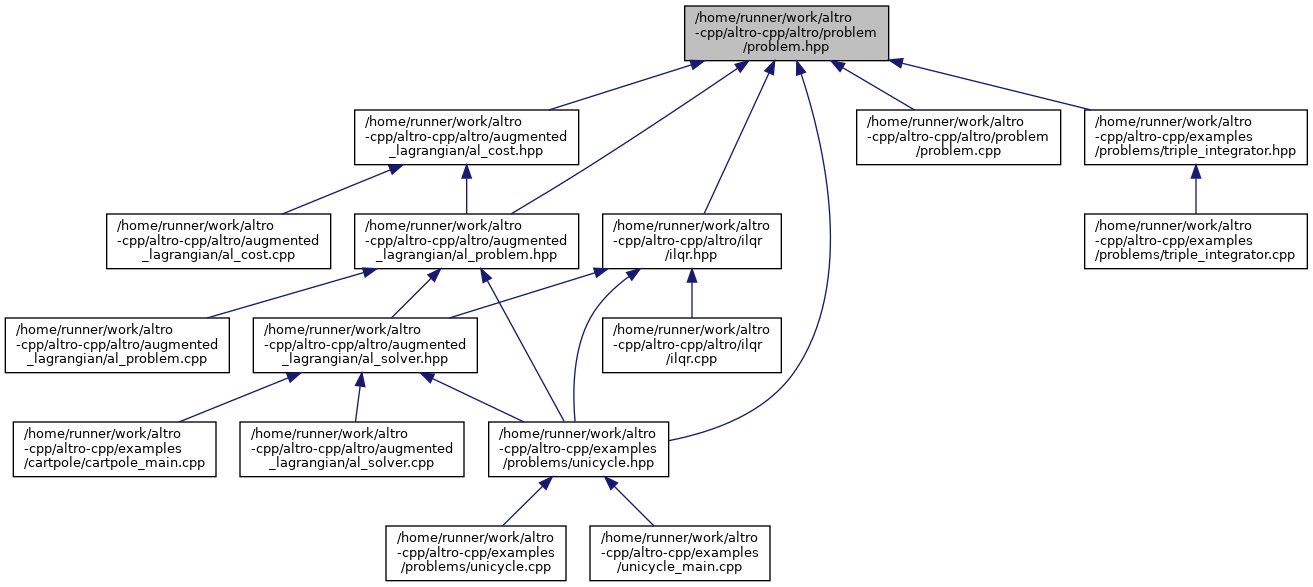 /home/runner/work/altro
-cpp/altro-cpp/altro/problem
/problem.hpp
/home/runner/work/altro
-cpp/altro-cpp/altro/augmented
_lagrangian/al_cost.hpp
/home/runner/work/altro
-cpp/altro-cpp/altro/problem
/problem.cpp
/home/runner/work/altro
-cpp/altro-cpp/examples
/problems/triple_integrator.hpp
/home/runner/work/altro
-cpp/altro-cpp/altro/augmented
_lagrangian/al_cost.cpp
/home/runner/work/altro
-cpp/altro-cpp/altro/augmented
_lagrangian/al_problem.hpp
/home/runner/work/altro
-cpp/altro-cpp/altro/ilqr
/ilqr.hpp
/home/runner/work/altro
-cpp/altro-cpp/examples
/problems/triple_integrator.cpp
/home/runner/work/altro
-cpp/altro-cpp/altro/augmented
_lagrangian/al_problem.cpp
/home/runner/work/altro
-cpp/altro-cpp/altro/augmented
_lagrangian/al_solver.hpp
/home/runner/work/altro
-cpp/altro-cpp/altro/ilqr
/ilqr.cpp
/home/runner/work/altro
-cpp/altro-cpp/examples
/cartpole/cartpole_main.cpp
/home/runner/work/altro
-cpp/altro-cpp/altro/augmented
_lagrangian/al_solver.cpp
/home/runner/work/altro
-cpp/altro-cpp/examples
/problems/unicycle.hpp
/home/runner/work/altro
-cpp/altro-cpp/examples
/problems/unicycle.cpp
/home/runner/work/altro
-cpp/altro-cpp/examples
/unicycle_main.cpp